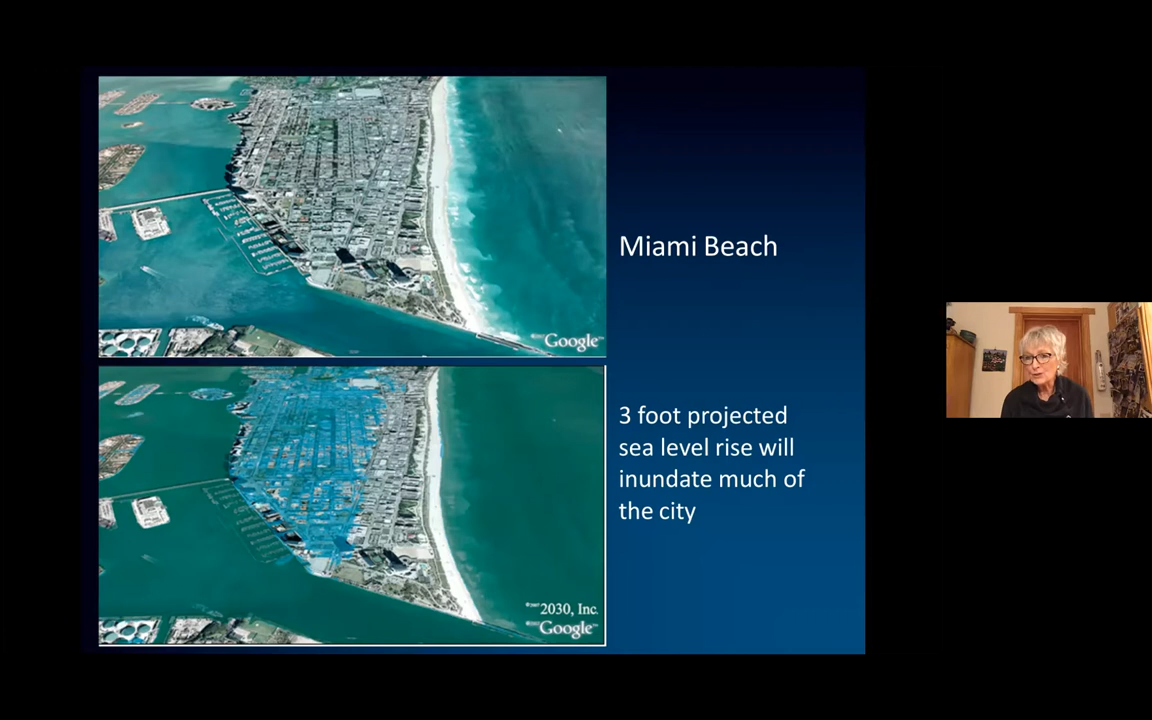 Google
Miami Beach
3 foot projected
sea level rise will
inundate much of
the city
2030, Inc.
Google